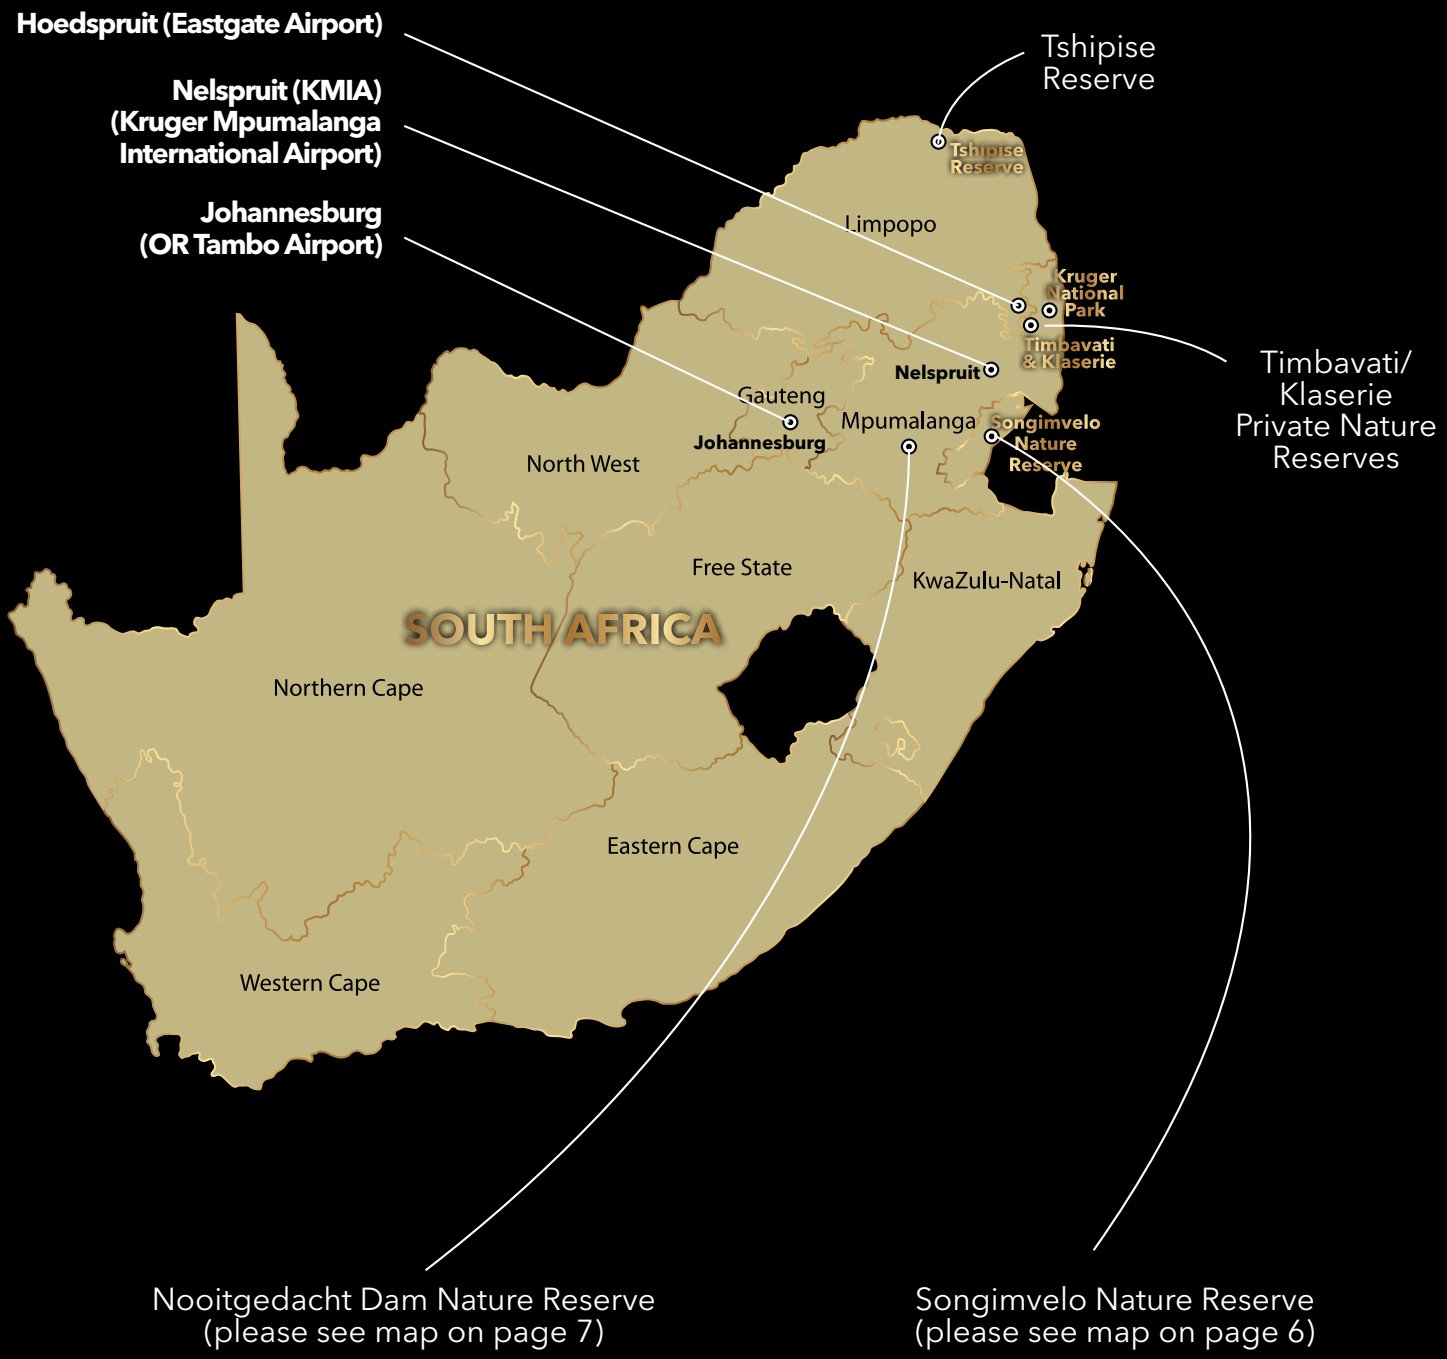 Hoedspruit (Eastgate Airport)
Nelspruit (KMIA)
(Kruger Mpumalanga
International Airport)
Johannesburg
(OR Tambo Airport)
Tshipise
Reserve
Tshipise
Reserve
Limpopo
Kruger
National
Park
Timbavati
& Klaserie
Timbavati/
Klaserie
Private Nature
Reserves
Nelspruit
Gauteng
Johannesburg
Mpumalanga
Songimvelo
Nature
Reserve
North West
Free State
KwaZulu-Natal
SOUTH AFRICA
Northern Cape
Eastern Cape
Western Cape
Nooitgedacht Dam Nature Reserve
(please see map on page 7)
Songimvelo Nature Reserve
(please see map on page 6)